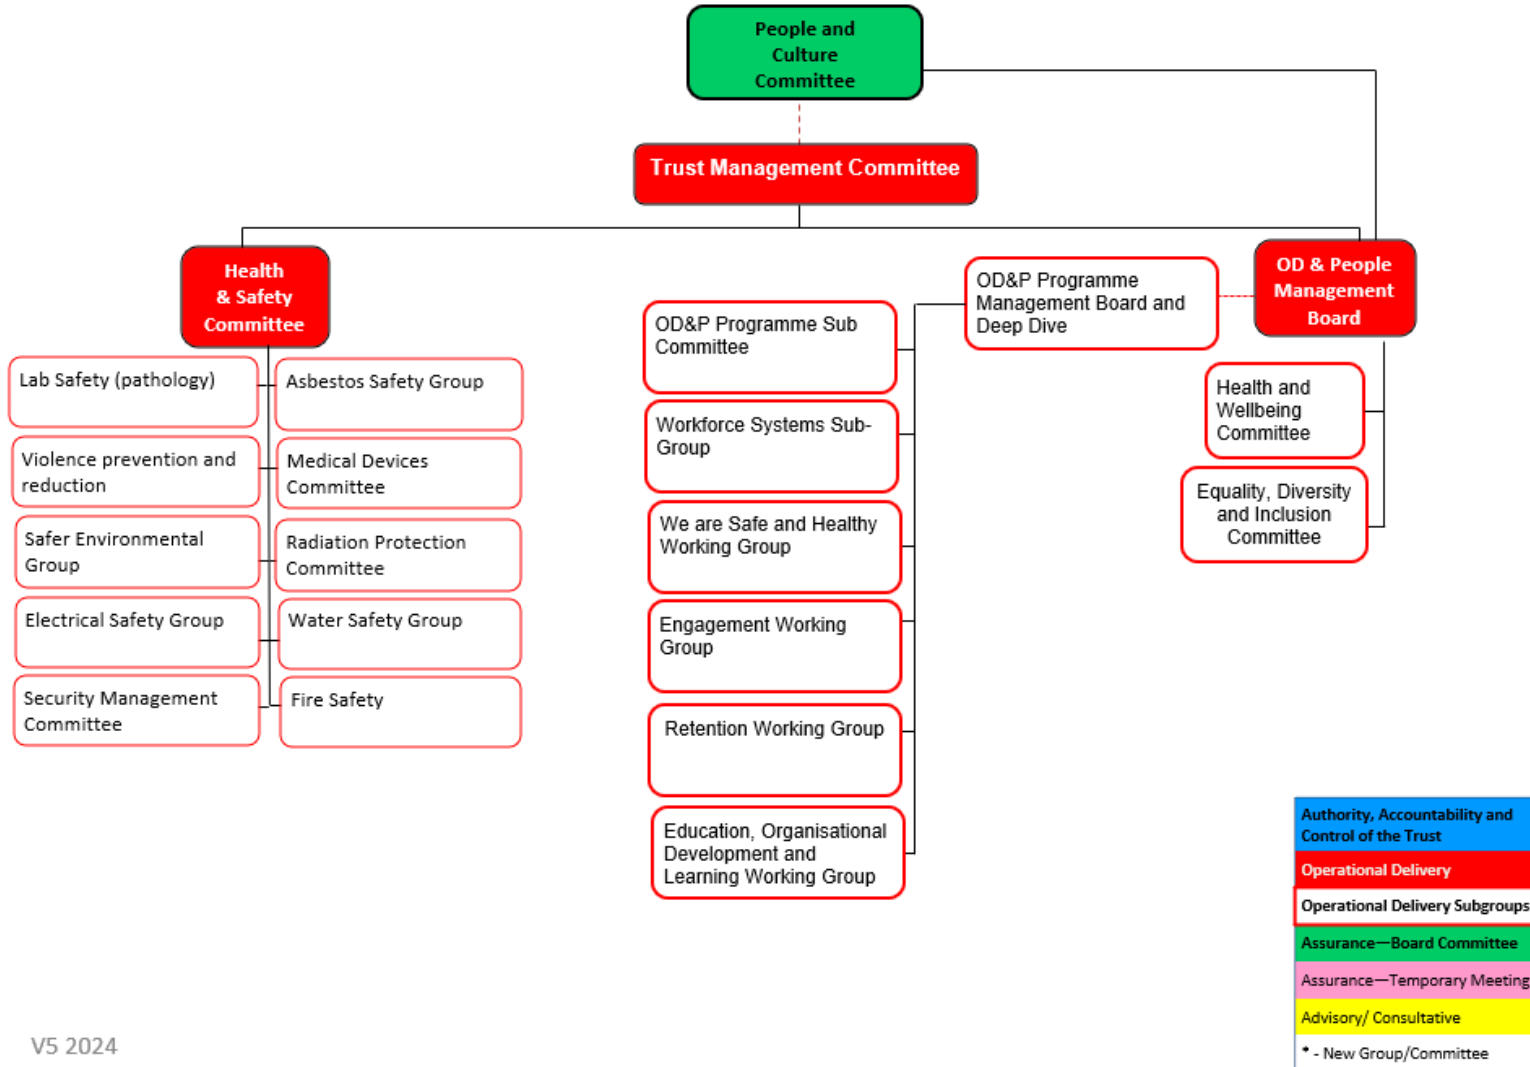 People and
Culture
Committee
Trust Management Committee
Health
& Safety
Committee
OD & People
Management
Board
OD&P Programme
Management Board and
Deep Dive
Lab Safety (pathology)
Asbestos Safety Group
Violence prevention and
reduction
Medical Devices
Committee
Safer Environmental
Group
Radiation Protection
Committee
Electrical Safety Group
Water Safety Group
Security Management
Committee
Fire Safety
OD&P Programme Sub
Committee
Workforce Systems Sub-
Group
We are Safe and Healthy
Working Group
Engagement Working
Group
Retention Working Group
Education, Organisational
Development and
Learning Working Group
Health and
Wellbeing
Committee
Equality, Diversity
and Inclusion
Committee
Authority, Accountability and
Control of the Trust
Operational Delivery
Operational Delivery Subgroups
Assurance—Board Committee
Assurance—Temporary Meeting
Advisory/ Consultative
* - New Group/Committee
V5 2024